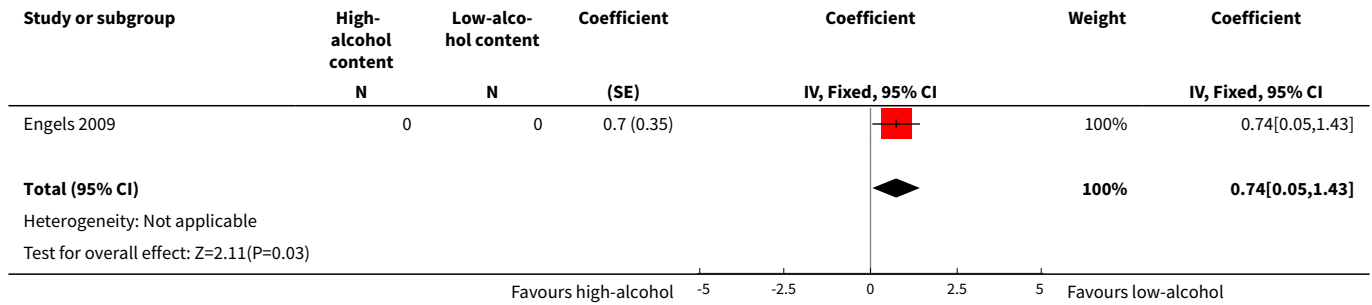 Study or subgroup High- Low-alco- Coefficient Coefficient Weight Coefficient
alcohol hol content
content
N N (SE) IV, Fixed, 95% CI IV, Fixed, 95% CI
Engels 2009 0 0 0.7 (0.35) 100% 0.74[0.05,1.43]
Total (95% CI) 100% 0.74[0.05,1.43]
Heterogeneity: Not applicable
Test for overall effect: Z=2.11(P=0.03)
Favours high-alcohol -5 -2.5 0 2.5 5 Favours low-alcohol